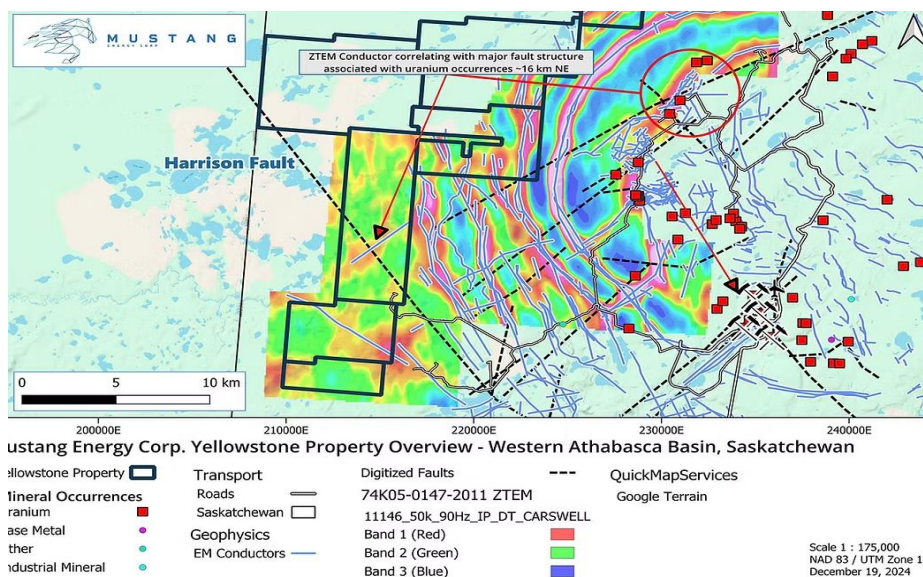 MUSTANG
ENERGY CORP.
ZTEM Conductor correlating with major fault structure
associated with uranium occurrences ~16 km NE
Harrison Fault
0 5 10 km
200000E 210000E 220000E 230000E 240000E
ustang Energy Corp. Yellowstone Property Overview - Western Athabasca Basin, Saskatchewan
ellowstone Property
Mineral Occurrences
ranium
ase Metal
ther
ndustrial Mineral
Transport
Roads
Saskatchewan
Geophysics
EM Conductors
Digitized Faults
74K05-0147-2011 ZTEM
11146_50k_90Hz_IP_DT_CARSWELL
Band 1 (Red)
Band 2 (Green)
Band 3 (Blue)
QuickMapServices
Google Terrain
Scale 1 : 175,000
NAD 83 / UTM Zone 1
December 19, 2024